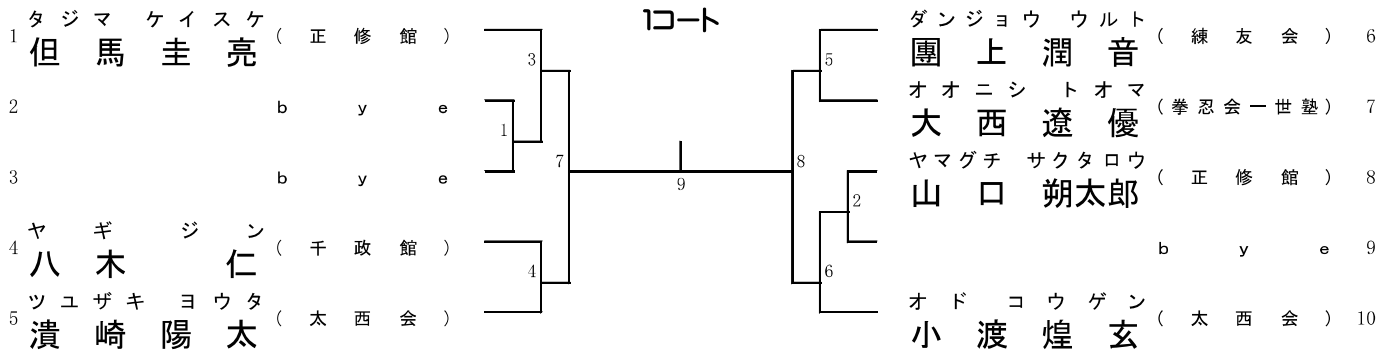 1コート
タジマ ケイスケ
1 但馬圭亮 (正修館)
2 bye
3 bye
ヤギ ジン
4 八木 仁 (千政館)
ツユザキ ヨウタ
5 潰崎陽太 (太西会)
3
1
7
4
9
ダンジョウ ウルト
團上潤音 (練友会) 6
オオニシ トオマ
大西遼優 (拳忍会一世塾) 7
ヤマグチ サクタロウ
山口 朔太郎 (正修館) 8
bye 9
オド コウゲン
小渡煌玄 (太西会) 10
5
8
2
6